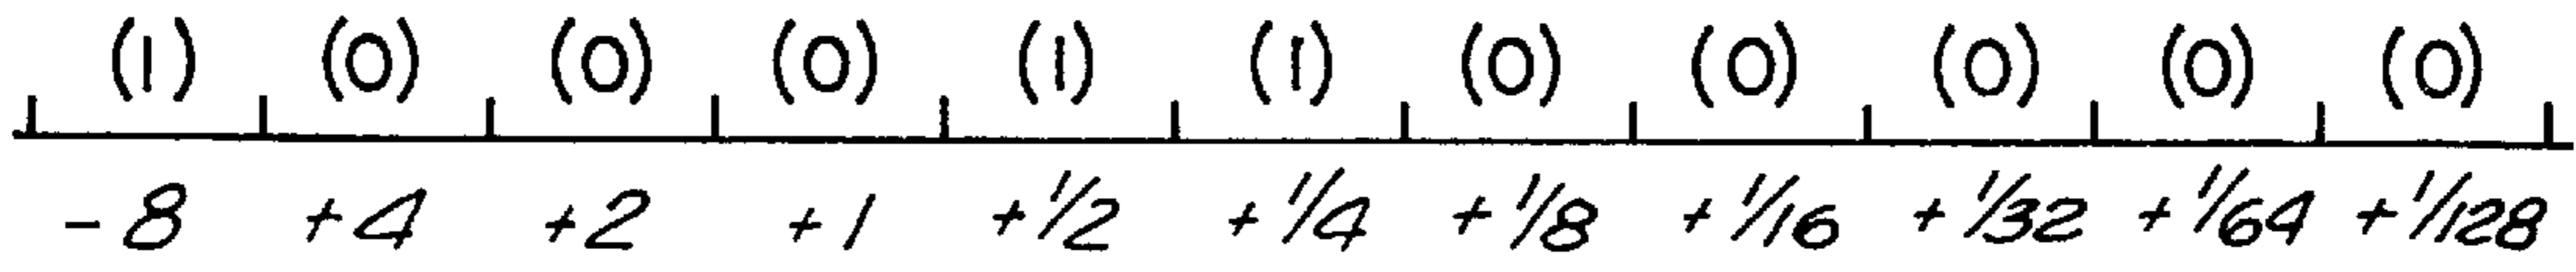 (1) (0) (0) (0) (1) (1) (0) (0) (0) (0) (0)
-8 +4 +2 +1 +1/2 +1/4 +1/8 +1/16 +1/32 +1/64 +1/128